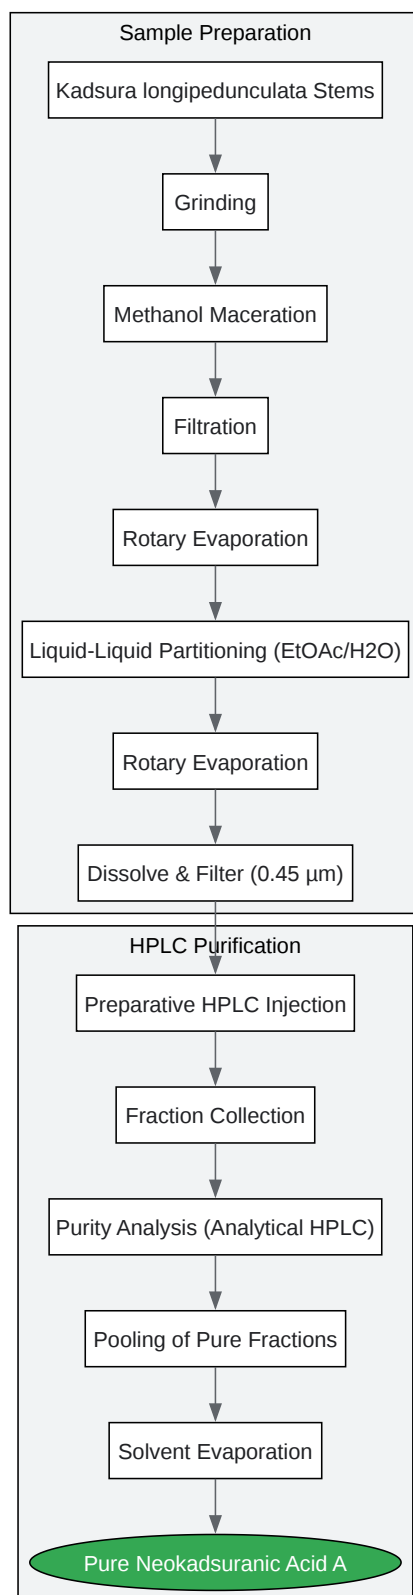 Sample Preparation
Kadsura longipedunculata Stems
Grinding
Methanol Maceration
Filtration
Rotary Evaporation
Liquid-Liquid Partitioning (EtOAc/H2O)
Rotary Evaporation
Dissolve & Filter (0.45 µm)
HPLC Purification
Preparative HPLC Injection
Fraction Collection
Purity Analysis (Analytical HPLC)
Pooling of Pure Fractions
Solvent Evaporation
Pure Neokadsuranic Acid A